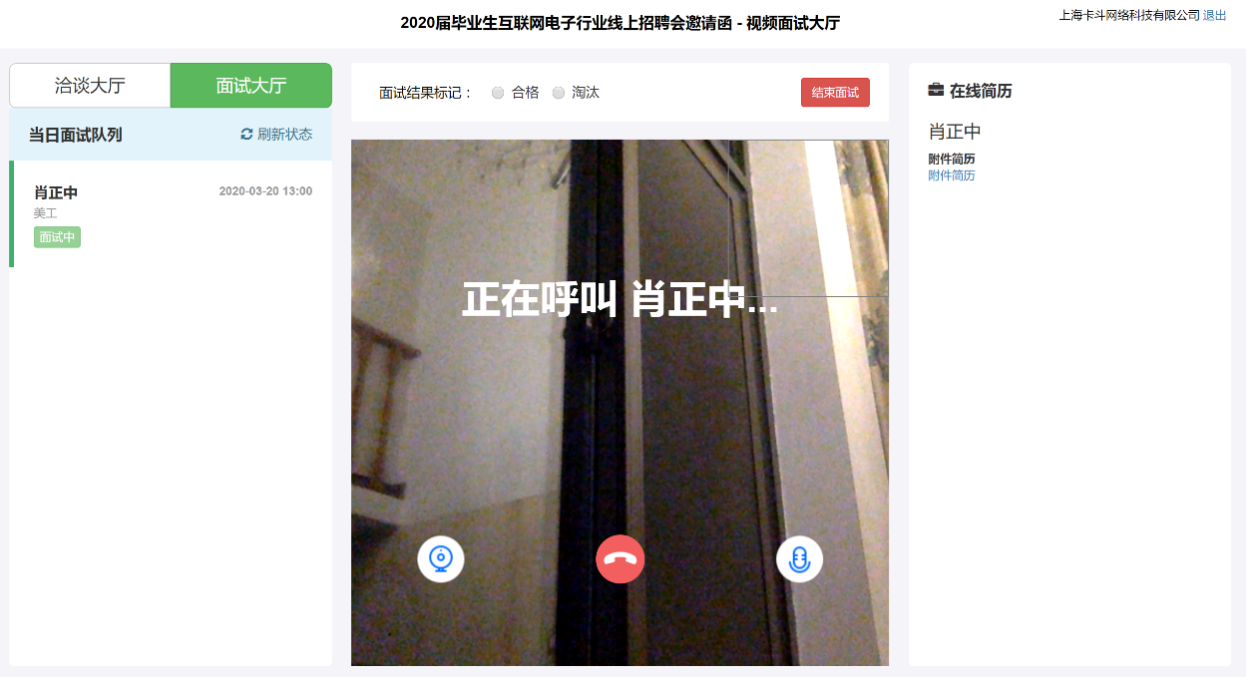 2020届毕业生互联网电子行业线上招聘会邀请函 - 视频面试大厅
上海卡斗网络科技有限公司 退出
洽谈大厅
面试大厅
当日面试队列
刷新状态
肖正中
2020-03-20 13:00
美工
面试中
面试结果标记：
合格
淘汰
结束面试
正在呼叫 肖正中...
在线简历
肖正中
附件简历
附件简历